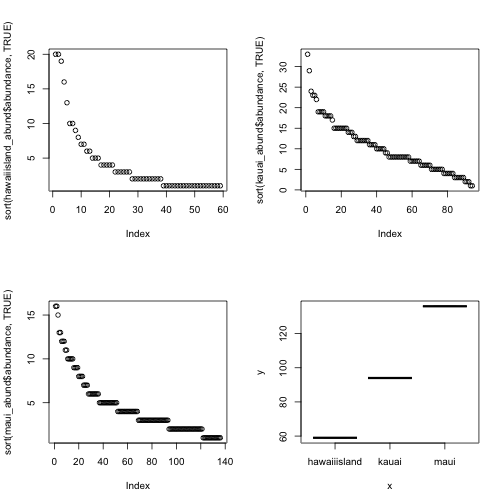 sort(hawaiiisland_abund$abundance, TRUE)
5 10 15 20
0 10 20 30 40 50 60
Index
sort(kauai_abund$abundance, TRUE)
0 5 10 15 20 25 30
0 20 40 60 80
Index
sort(maui_abund$abundance, TRUE)
5 10 15
0 20 40 60 80 100 140
Index
y
60 80 100 120
hawaiiisland kauai maui
x